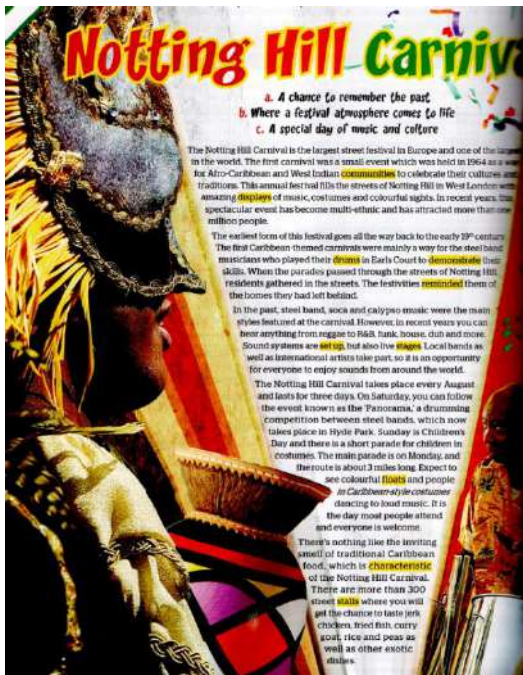 Notting Hill Carniv
a. A chance to remember the past
b. Where a festival atmosphere comes to life
c. A special day of music and culture
The Notting Hill Carnival is the largest street festival in Europe and one of the largest
in the world. The first carnival was a small event which was held in 1964 as a way
for Afro-Caribbean and West Indian communities to celebrate their cultures and
traditions. This annual festival fills the streets of Notting Hill in West London with
amazing displays of music, costumes and colourful sights. In recent years, this
spectacular event has become multi-ethnic and has attracted more than one
million people.
The earliest form of this festival goes all the way back to the early 19th century.
The first Caribbean-themed carnivals were mainly a way for the steel band
musicians who played their drums in Earls Court to demonstrate their
skills. When the parades passed through the streets of Notting Hill
residents gathered in the streets. The festivities reminded them of
the homes they had left behind.
In the past, steel band, soca and calypso music were the main
styles featured at the carnival. However, in recent years you can
hear anything from reggae to R&B, funk, house, dub and more.
Sound systems are set up, but also live stages. Local bands as
well as international artists take part, so it is an opportunity
for everyone to enjoy sounds from around the world.
The Notting Hill Carnival takes place every August
and lasts for three days. On Saturday, you can follow
the event known as the 'Panorama,' a drumming
competition between steel bands, which now
takes place in Hyde Park. Sunday is Children's
Day and there is a short parade for children in
costumes. The main parade is on Monday, and
the route is about 3 miles long. Expect to
see colourful floats and people
in Caribbean-style costumes
dancing to loud music. It is
the day most people attend
and everyone is welcome.
There's nothing like the inviting
smell of traditional Caribbean
food, which is characteristic
of the Notting Hill Carnival.
There are more than 300
street stalls where you will
get the chance to taste jerk
chicken, fried fish, curry
goat, rice and peas as
well as other exotic
dishes.